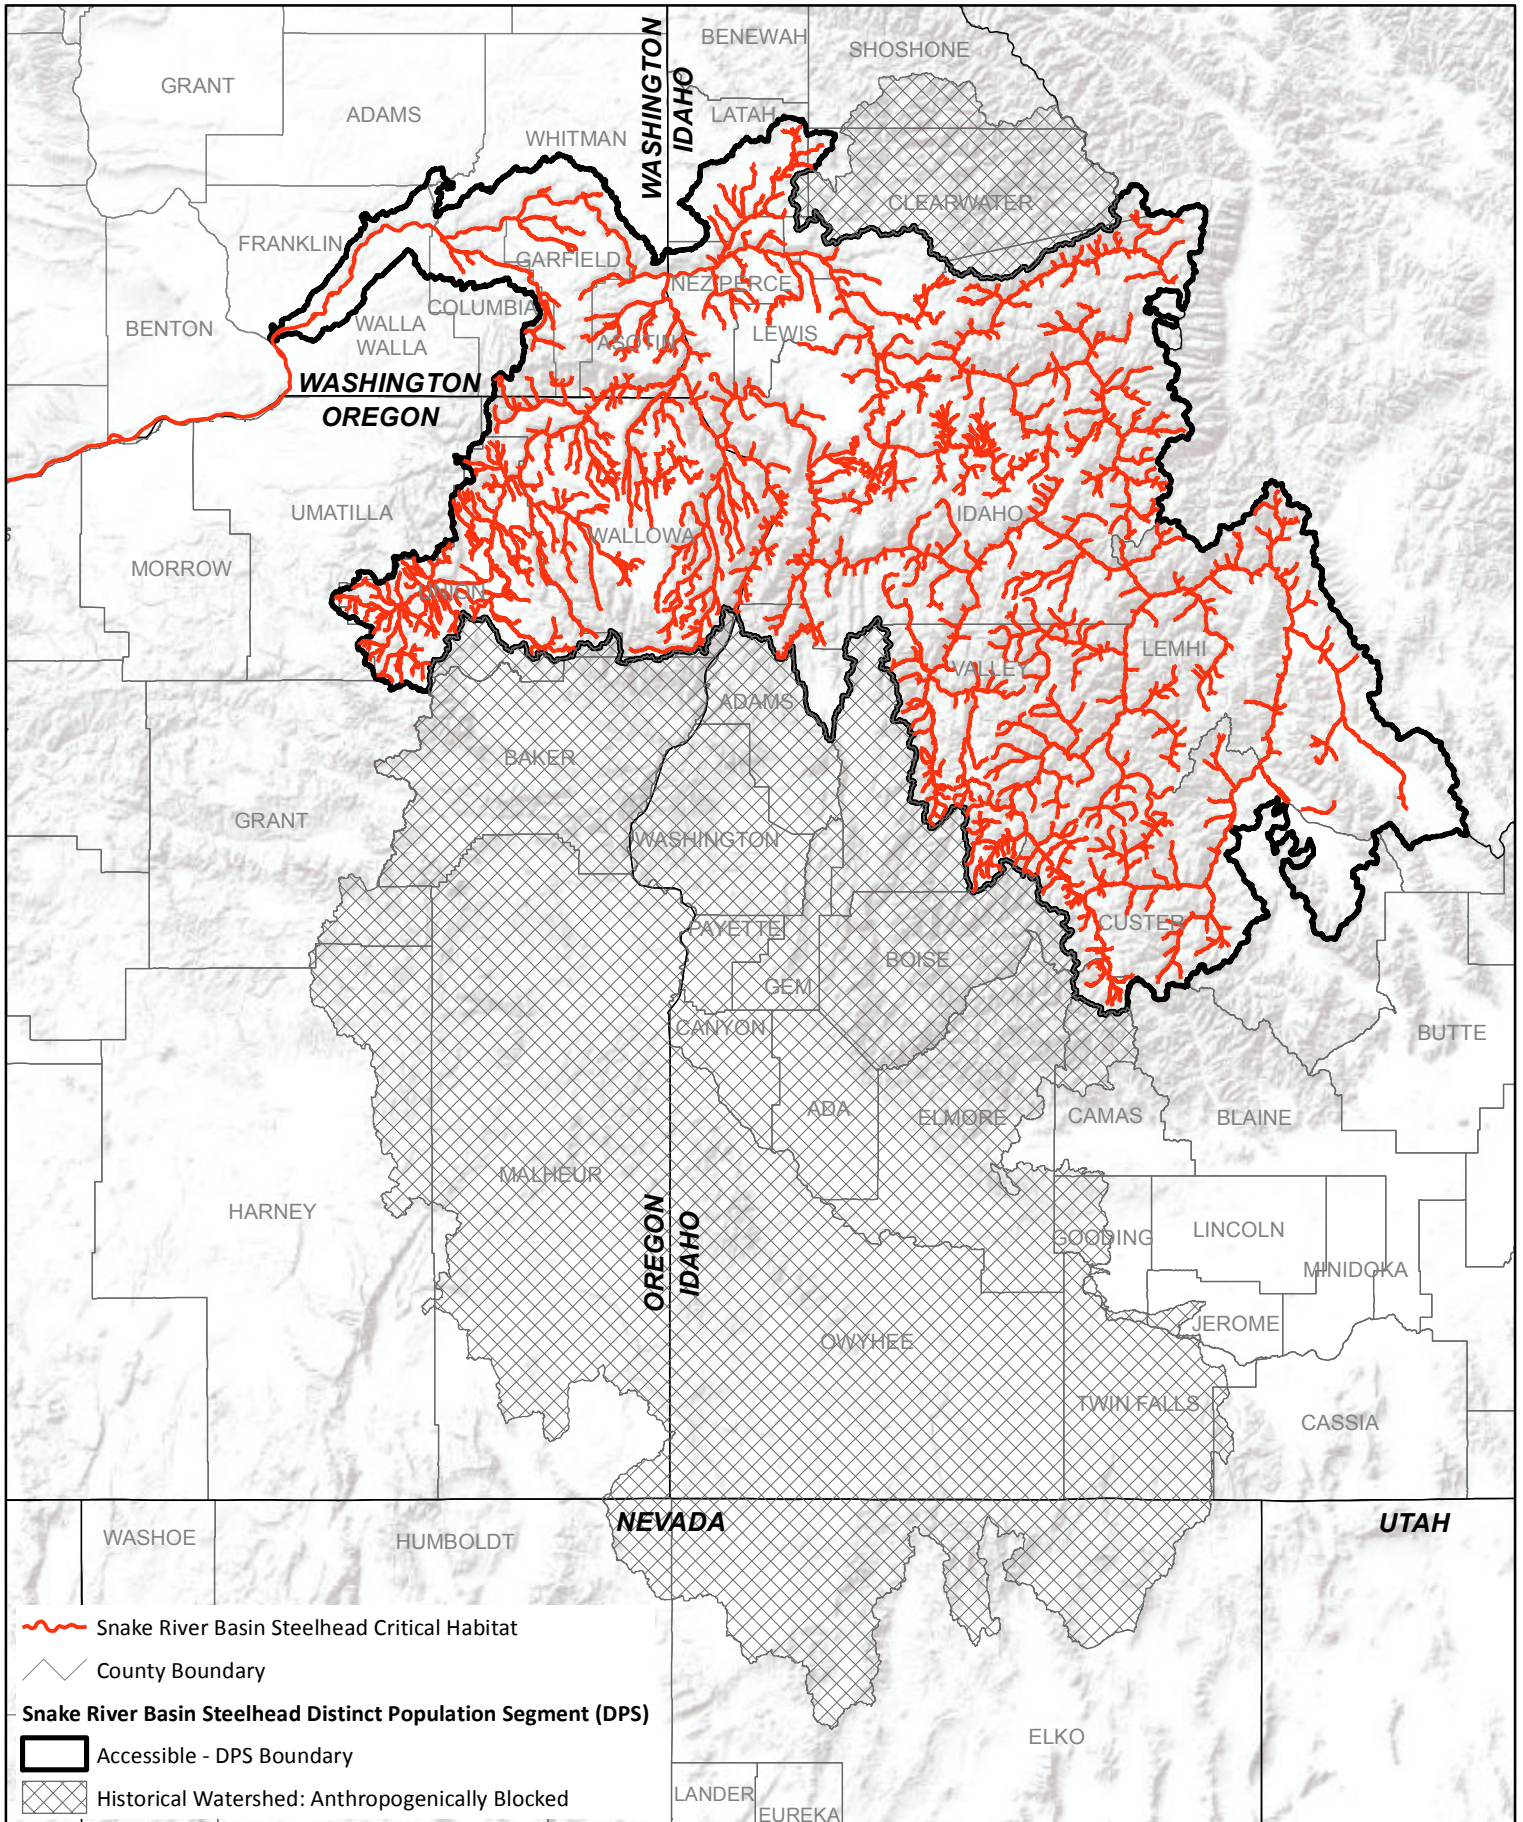 BENEWAH
SHOSHONE
GRANT
ADAMS
WASHINGTON
IDAHO
LATAH
WHITMAN
CLEARWATER
FRANKLIN
GARFIELD
NEZ PERCE
COLUMBIA
BENTON
WALLA
WALLA
ASOTIN
LEWIS
WASHINGTON
OREGON
UMATILLA
IDAHO
WALLOWA
MORROW
UNION
LEMHI
VALLEY
ADAMS
BAKER
GRANT
WASHINGTON
PAYETTE
CUSTER
BOISE
GEM
CANYON
BUTTE
ADA
ELMORE
CAMAS
BLAINE
MALHEUR
HARNEY
OREGON
IDAHO
GOODING
LINCOLN
MINIDOKA
JEROME
OWYHEE
TWIN FALLS
CASSIA
NEVADA
UTAH
WASHOE
HUMBOLDT
Snake River Basin Steelhead Critical Habitat
County Boundary
Snake River Basin Steelhead Distinct Population Segment (DPS)
Accessible - DPS Boundary
Historical Watershed: Anthropogenically Blocked
ELKO
LANDER
EUREKA